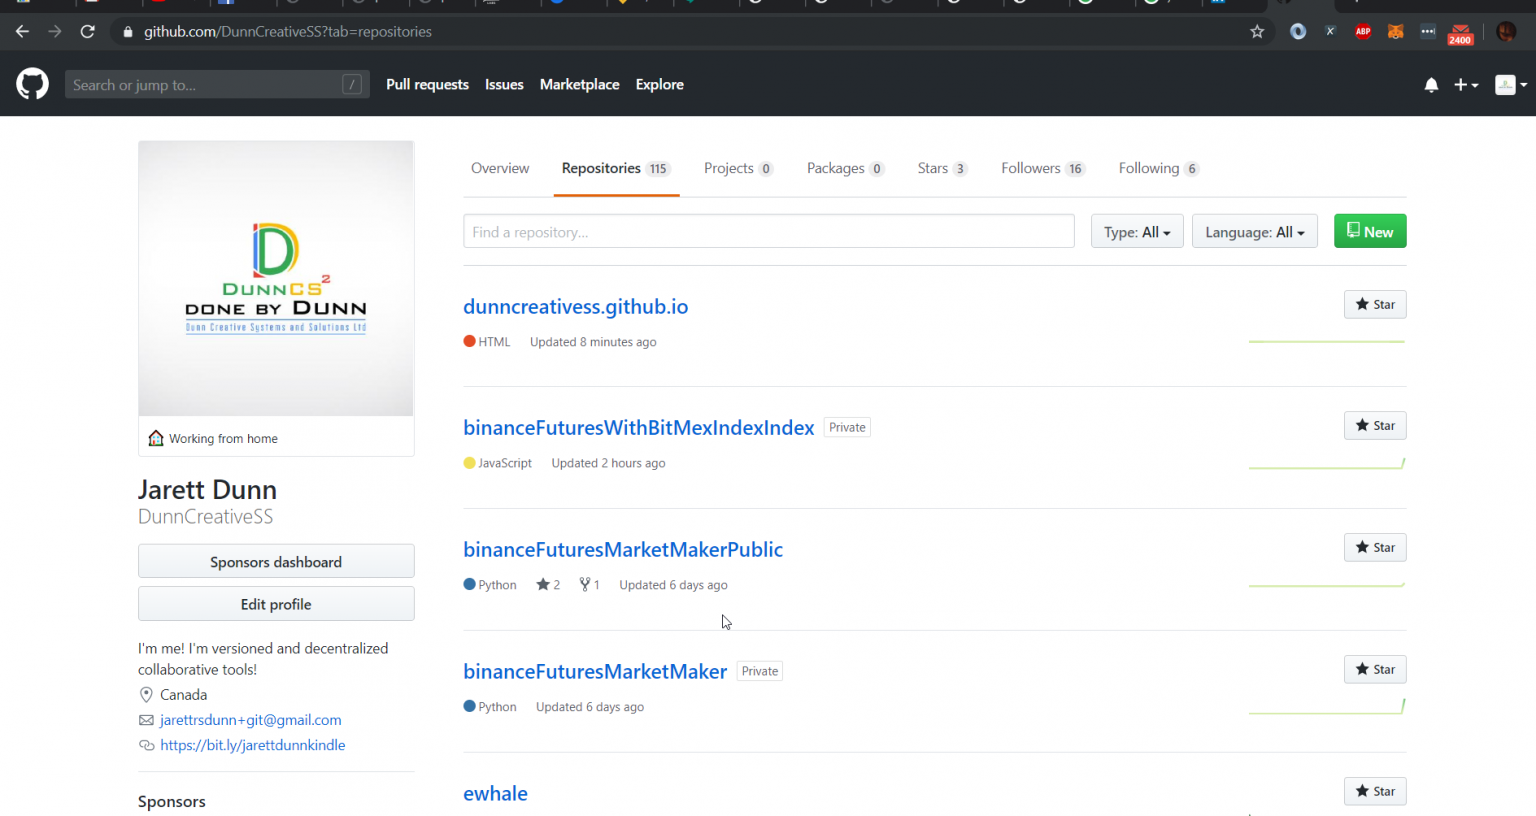 github.com/DunnCreativeSS?tab=repositories
ABP
2400
Search or jump to...
/
Pull requests
Issues
Marketplace
Explore
Overview
Repositories 115
Projects 0
Packages 0
Stars 3
Followers 16
Following 6
Find a repository...
Type: All
Language: All
New
D
DUNNCS²
DONE BY DUNN
Dunn Creative Systems and Solutions Ltd
Working from home
Jarett Dunn
DunnCreativeSS
Sponsors dashboard
Edit profile
I'm me! I'm versioned and decentralized
collaborative tools!
Canada
jarettrsdunn+git@gmail.com
https://bit.ly/jarettdunnkindle
Sponsors
dunncreativess.github.io
Star
HTML Updated 8 minutes ago
binanceFuturesWithBitMexIndexIndex Private
Star
JavaScript Updated 2 hours ago
binanceFuturesMarketMakerPublic
Star
Python 2 1 Updated 6 days ago
binanceFuturesMarketMaker Private
Star
Python Updated 6 days ago
ewhale
Star